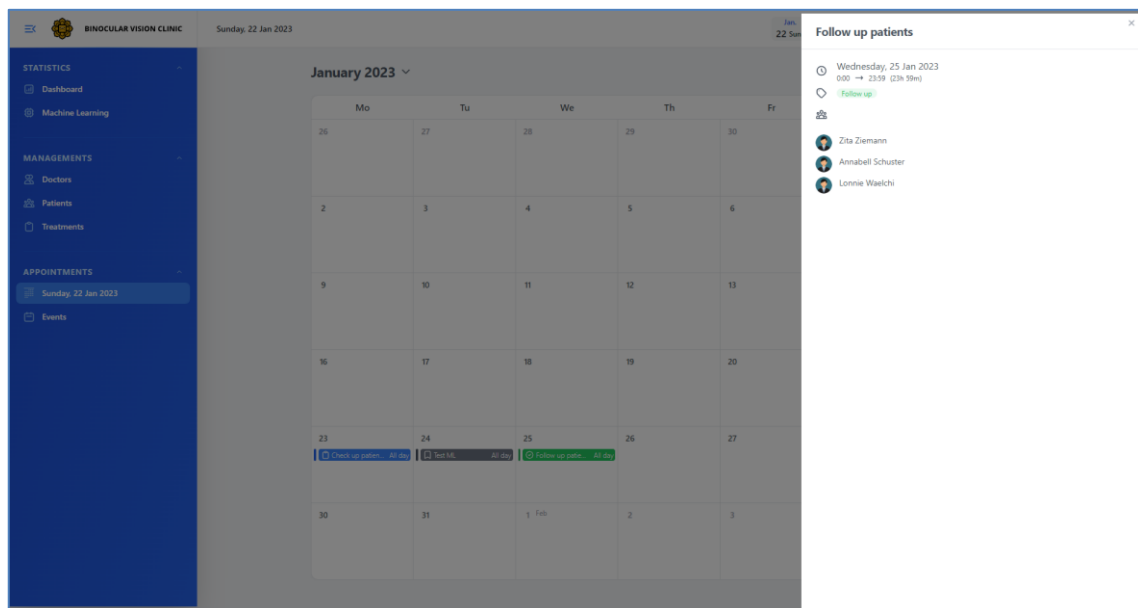 BINOCULAR VISION CLINIC
Sunday, 22 Jan 2023
Jan.
22 Sun
STATISTICS
Dashboard
Machine Learning
MANAGEMENTS
Doctors
Patients
Treatments
APPOINTMENTS
Sunday, 22 Jan 2023
Events
January 2023
Mo Tu We Th Fr
26 27 28 29 30
2 3 4 5 6
9 10 11 12 13
16 17 18 19 20
23 24 25 26 27
Check up patien... All day Test ML All day Follow up patie... All day
30 31 1 Feb 2 3
Follow up patients
Wednesday, 25 Jan 2023
0:00 → 23:59 (23h 59m)
Follow up
Zita Ziemann
Annabell Schuster
Lonnie Waelchi